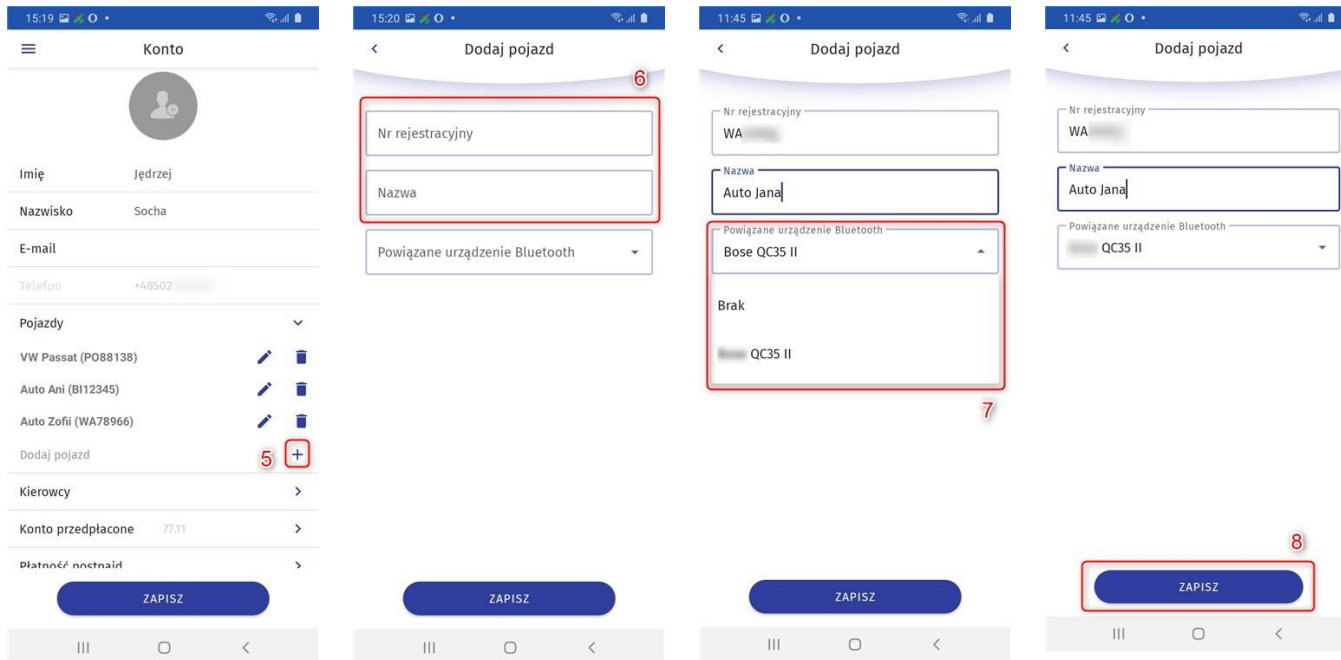 15:19
Konto
Imię Jędrzej
Nazwisko Socha
E-mail
Telefon +48502
Pojazdy
VW Passat (PO88138)
Auto Ani (BI12345)
Auto Zofii (WA78966)
Dodaj pojazd
5
Kierowcy
Konto przedpłacone 77.11
Płatność postpaid
ZAPISZ
15:20
Dodaj pojazd
6
Nr rejestracyjny
Nazwa
Powiązane urządzenie Bluetooth
ZAPISZ
11:45
Dodaj pojazd
Nr rejestracyjny
WA
Nazwa
Auto Jana
Powiązane urządzenie Bluetooth
Bose QC35 II
Brak
QC35 II
7
ZAPISZ
11:45
Dodaj pojazd
Nr rejestracyjny
WA
Nazwa
Auto Jana
Powiązane urządzenie Bluetooth
QC35 II
8
ZAPISZ